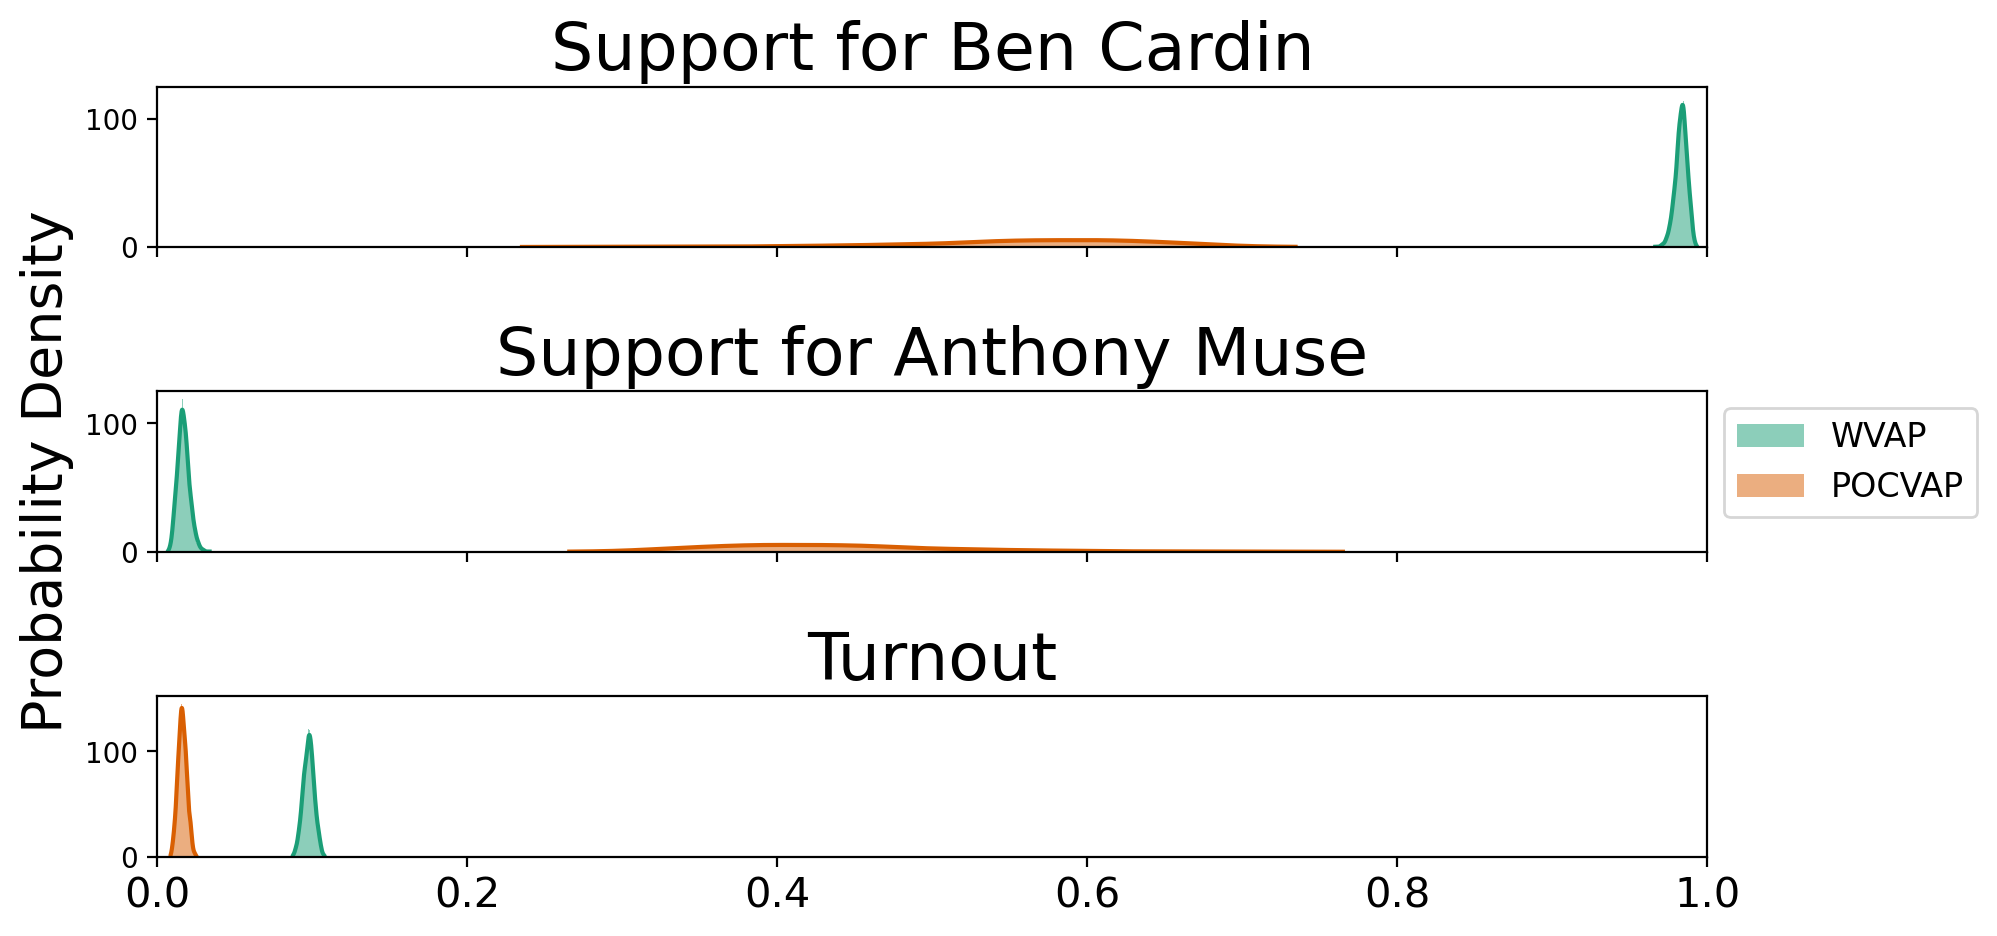 Support for Ben Cardin
100
0
Support for Anthony Muse
100
0
Turnout
100
0
0.0 0.2 0.4 0.6 0.8 1.0
Probability Density
WVAP
POCVAP